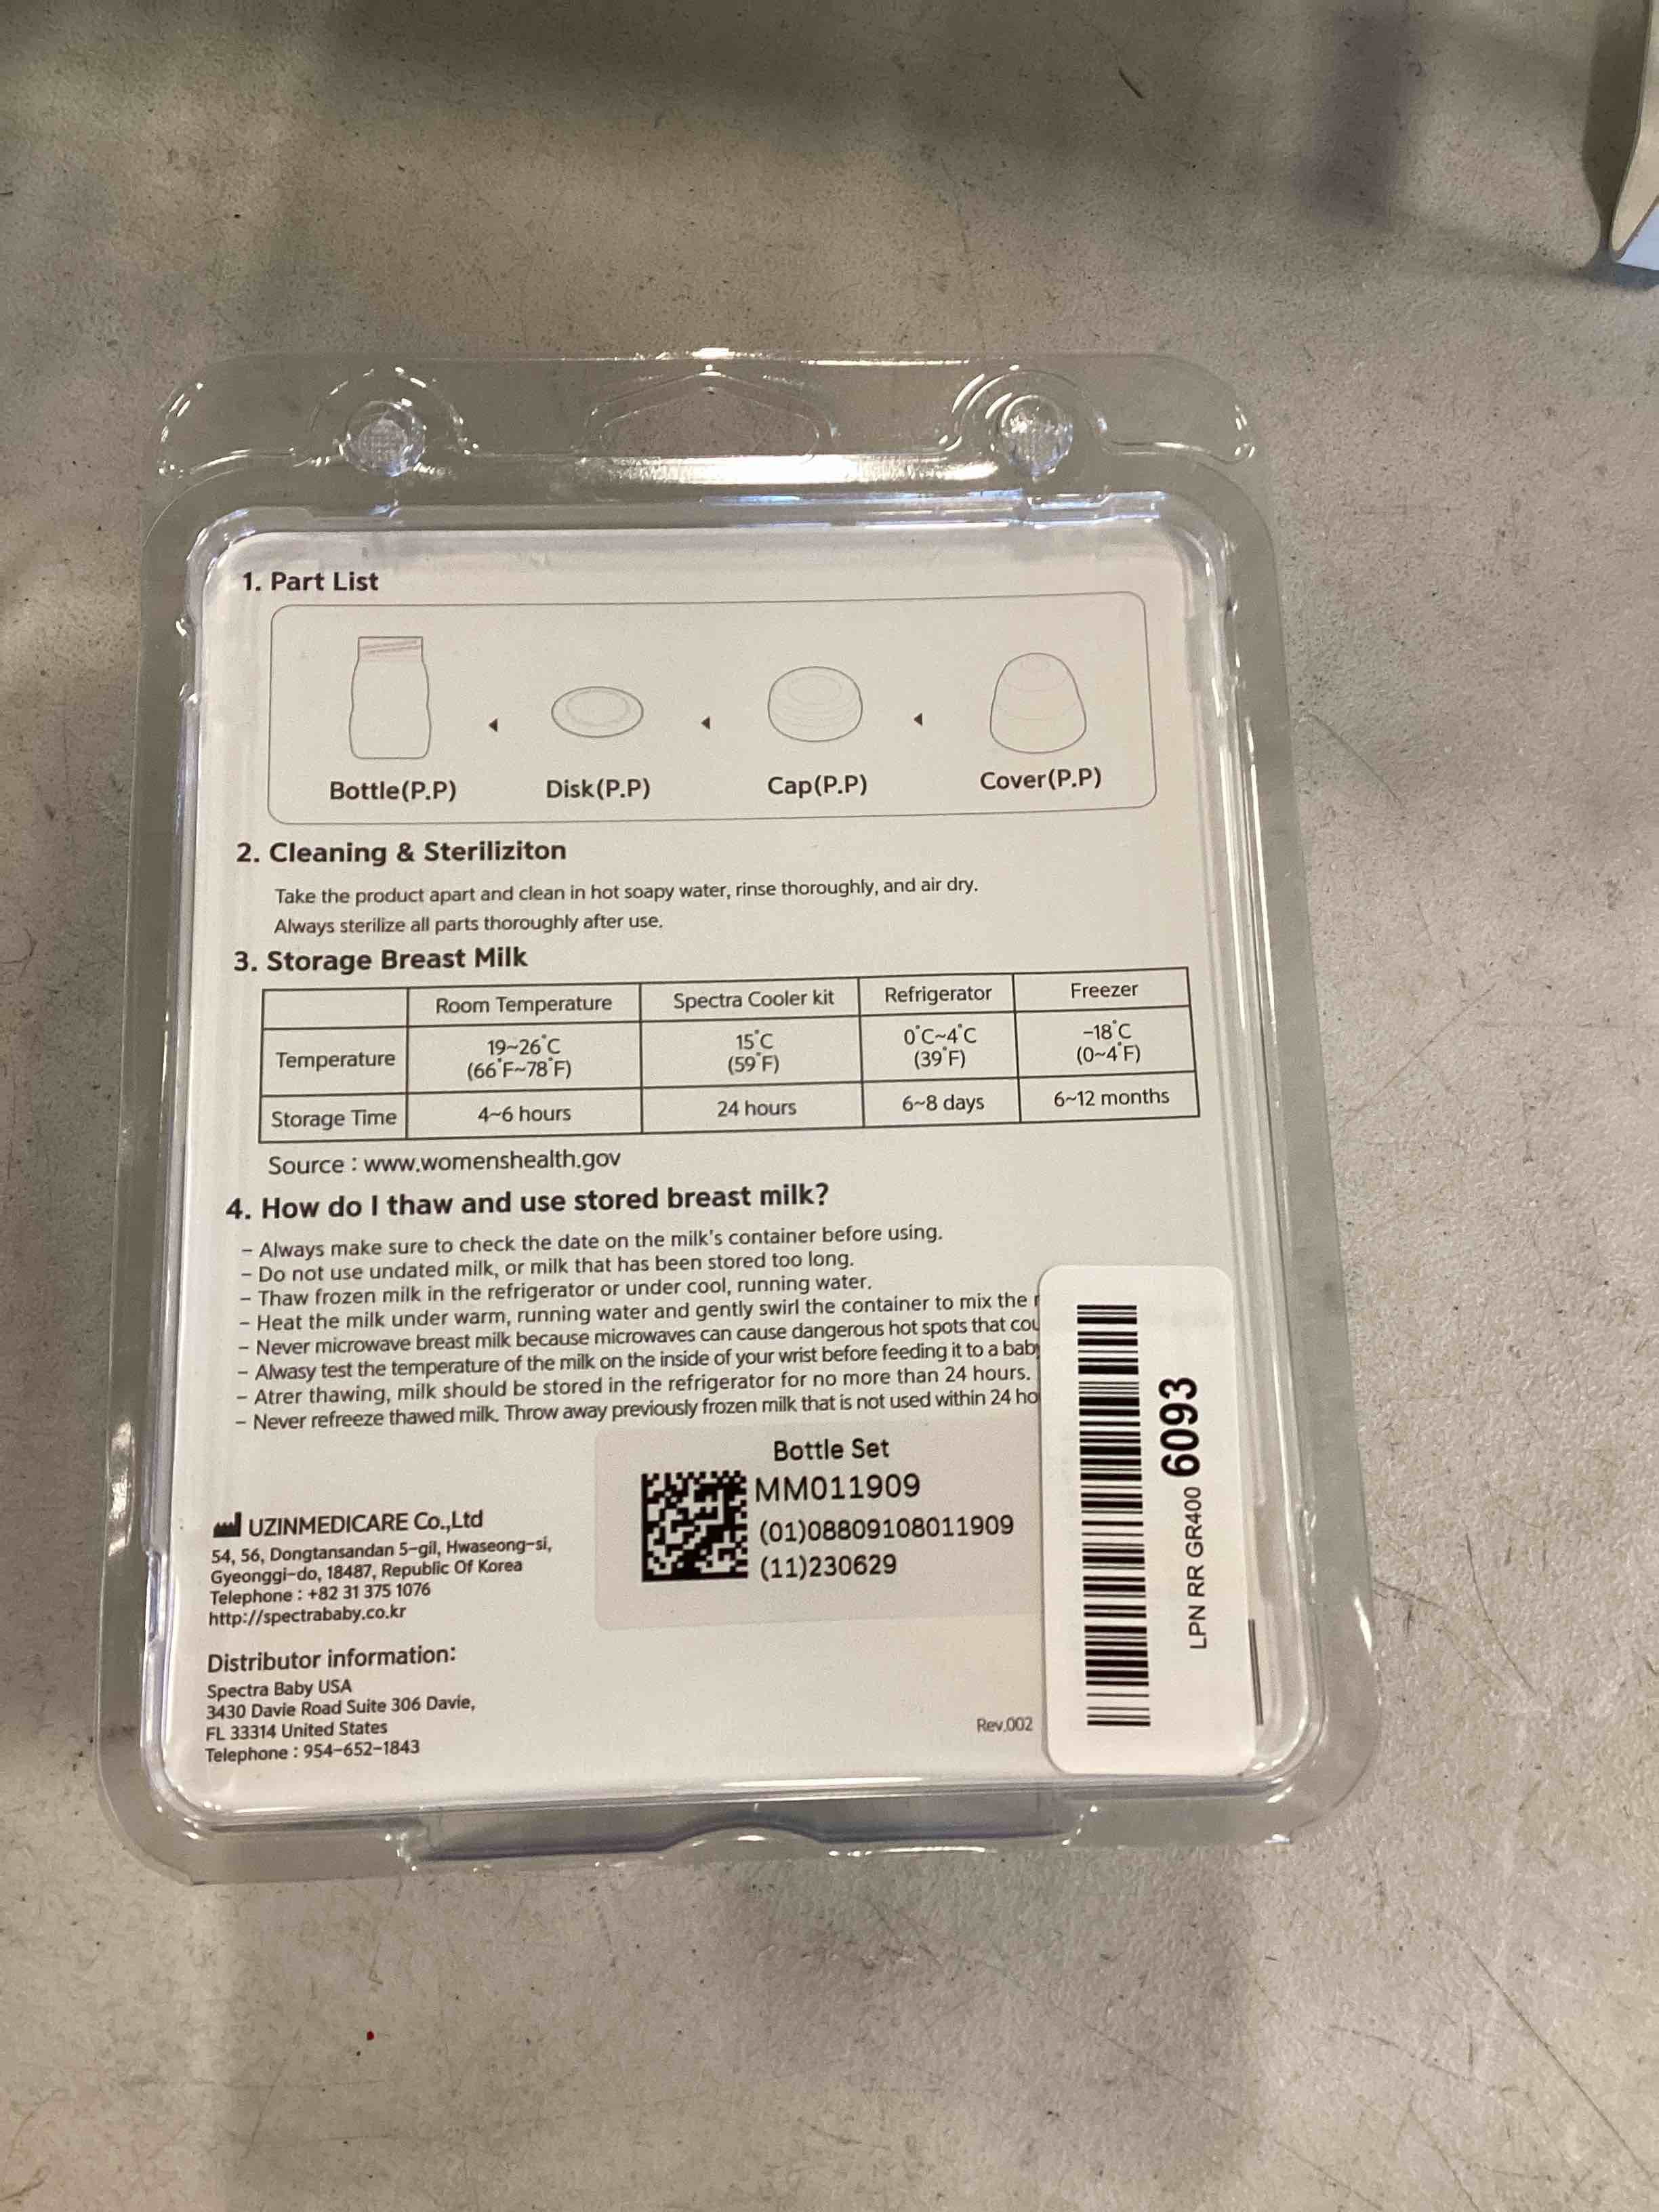 1. Part List
Bottle(P.P)
Disk(P.P)
Cap(P.P)
Cover(P.P)
2. Cleaning & Steriliziton
Take the product apart and clean in hot soapy water, rinse thoroughly, and air dry.
Always sterilize all parts thoroughly after use.
3. Storage Breast Milk
Room Temperature Spectra Cooler kit Refrigerator Freezer
Temperature 19~26°C (66°F~78°F) 15°C (59°F) 0°C~4°C (39°F) -18°C (0~4°F)
Storage Time 4~6 hours 24 hours 6~8 days 6~12 months
Source : www.womenshealth.gov
4. How do I thaw and use stored breast milk?
- Always make sure to check the date on the milk's container before using.
- Do not use undated milk, or milk that has been stored too long.
- Thaw frozen milk in the refrigerator or under cool, running water.
- Heat the milk under warm, running water and gently swirl the container to mix the
- Never microwave breast milk because microwaves can cause dangerous hot spots that
- Alwasy test the temperature of the milk on the inside of your wrist before feeding it to a
- Atrer thawing, milk should be stored in the refrigerator for no more than 24 hours.
- Never refreeze thawed milk. Throw away previously frozen milk that is not used within 24
Bottle Set
MM011909
(01)08809108011909
(11)230629
UZINMEDICARE Co.,Ltd
54, 56, Dongtansandan 5-gil, Hwaseong-si,
Gyeonggi-do, 18487, Republic Of Korea
Telephone : +82 31 375 1076
http://spectrababy.co.kr
Distributor information:
Spectra Baby USA
3430 Davie Road Suite 306 Davie,
FL 33314 United States
Telephone : 954-652-1843
Rev.002
LPN RR GR400 6093